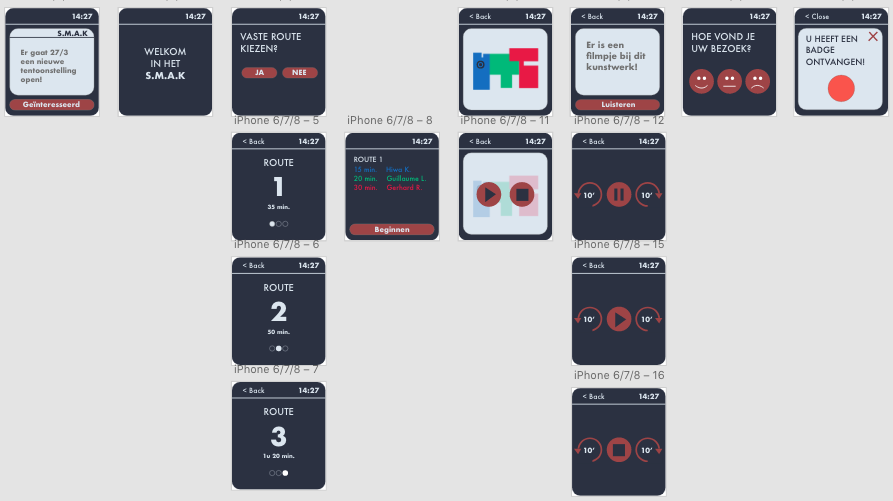 14:27
S.M.A.K
Er gaat 27/3
een nieuwe
tentoonstelling
open!
Geïnteresseerd
14:27
WELKOM
IN HET
S.M.A.K
14:27
VASTE ROUTE
KIEZEN?
JA NEE
< Back 14:27
< Back 14:27
Er is een
filmpje bij dit
kunstwerk!
Luisteren
14:27
HOE VOND JE
UW BEZOEK?
< Close 14:27
U HEEFT EEN
BADGE
ONTVANGEN!
iPhone 6/7/8 – 5
< Back 14:27
ROUTE
1
35 min.
iPhone 6/7/8 – 8
14:27
ROUTE 1
15 min. Hiwa K.
20 min. Guillaume L.
30 min. Gerhard R.
Beginnen
iPhone 6/7/8 – 11
< Back 14:27
iPhone 6/7/8 – 12
< Back 14:27
10' 10'
iPhone 6/7/8 – 6
< Back 14:27
ROUTE
2
50 min.
iPhone 6/7/8 – 15
< Back 14:27
10' 10'
iPhone 6/7/8 – 7
< Back 14:27
ROUTE
3
1u 20 min.
iPhone 6/7/8 – 16
< Back 14:27
10' 10'